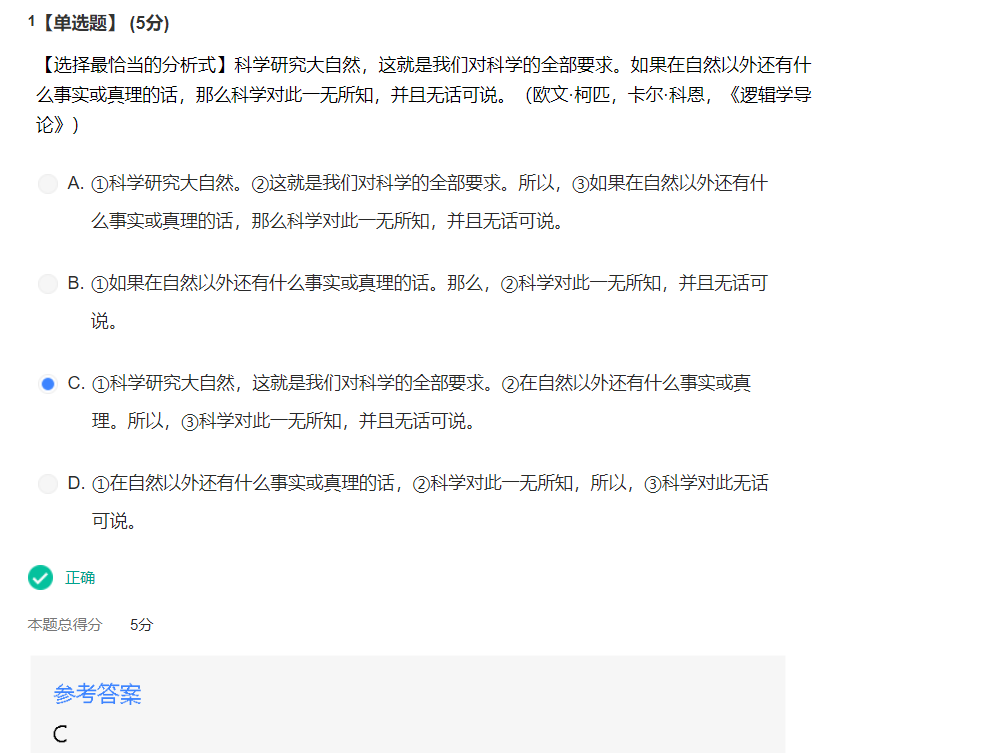 1【单选题】 (5分)
【选择最恰当的分析式】科学研究大自然，这就是我们对科学的全部要求。如果在自然以外还有什
么事实或真理的话，那么科学对此一无所知，并且无话可说。（欧文·柯匹，卡尔·科恩，《逻辑学导
论》）
A. ①科学研究大自然。②这就是我们对科学的全部要求。所以，③如果在自然以外还有什
么事实或真理的话，那么科学对此一无所知，并且无话可说。
B. ①如果在自然以外还有什么事实或真理的话。那么，②科学对此一无所知，并且无话可
说。
C. ①科学研究大自然，这就是我们对科学的全部要求。②在自然以外还有什么事实或真
理。所以，③科学对此一无所知，并且无话可说。
D. ①在自然以外还有什么事实或真理的话，②科学对此一无所知，所以，③科学对此无话
可说。
正确
本题总得分 5分
参考答案
C